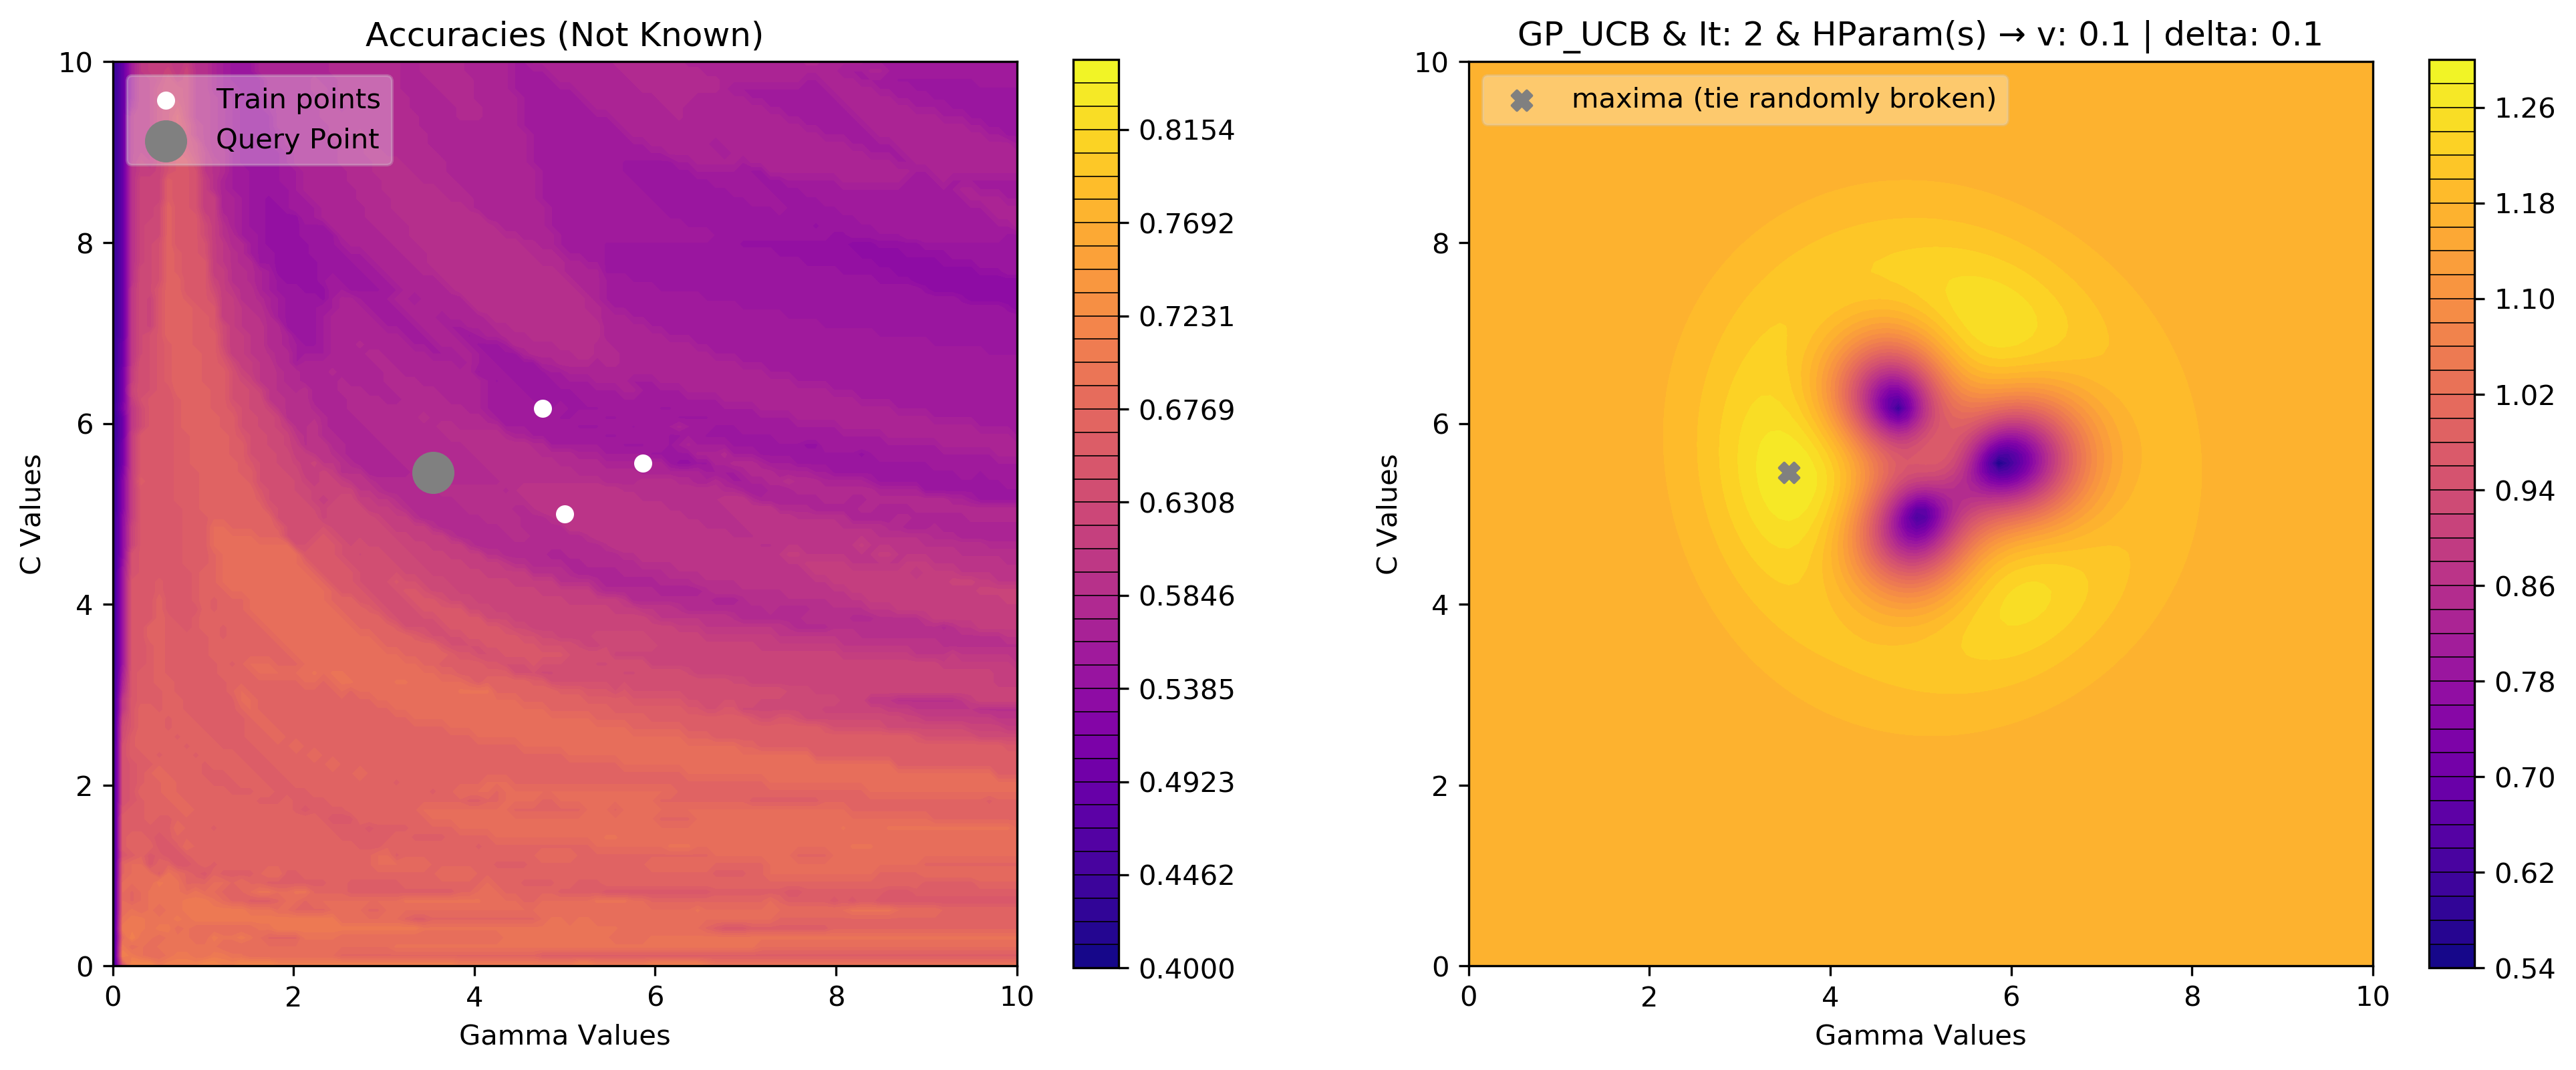 Accuracies (Not Known)
10
8
6
4
2
0
C Values
Train points
Query Point
0 2 4 6 8 10
Gamma Values
0.8154
0.7692
0.7231
0.6769
0.6308
0.5846
0.5385
0.4923
0.4462
0.4000
GP_UCB & It: 2 & HParam(s) → v: 0.1 | delta: 0.1
10
8
6
4
2
0
C Values
maxima (tie randomly broken)
0 2 4 6 8 10
Gamma Values
1.26
1.18
1.10
1.02
0.94
0.86
0.78
0.70
0.62
0.54